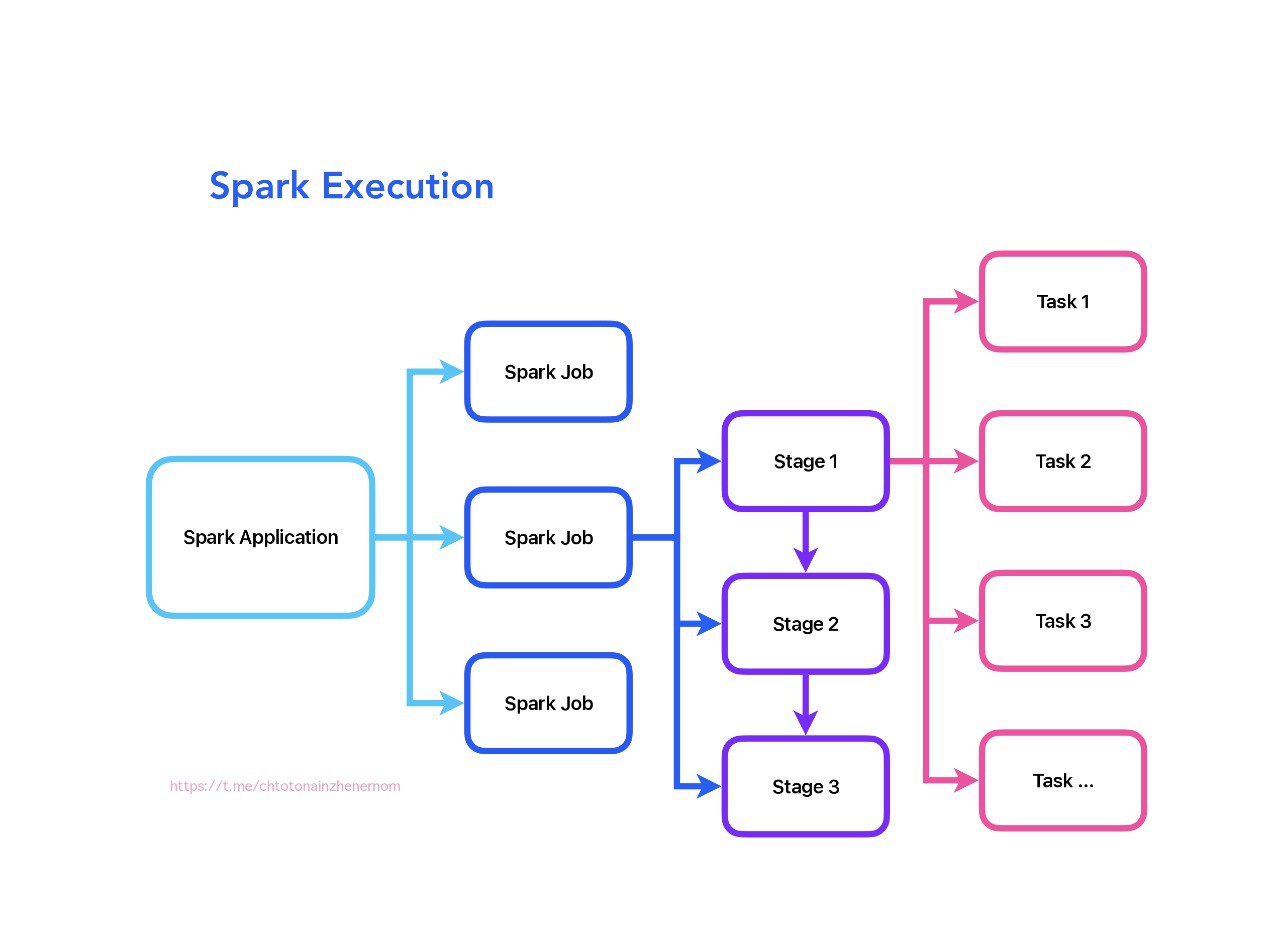 Spark Execution
Spark Application
Spark Job
Spark Job
Spark Job
Stage 1
Stage 2
Stage 3
Task 1
Task 2
Task 3
Task ...
https://t.me/chtotonainzhenernom